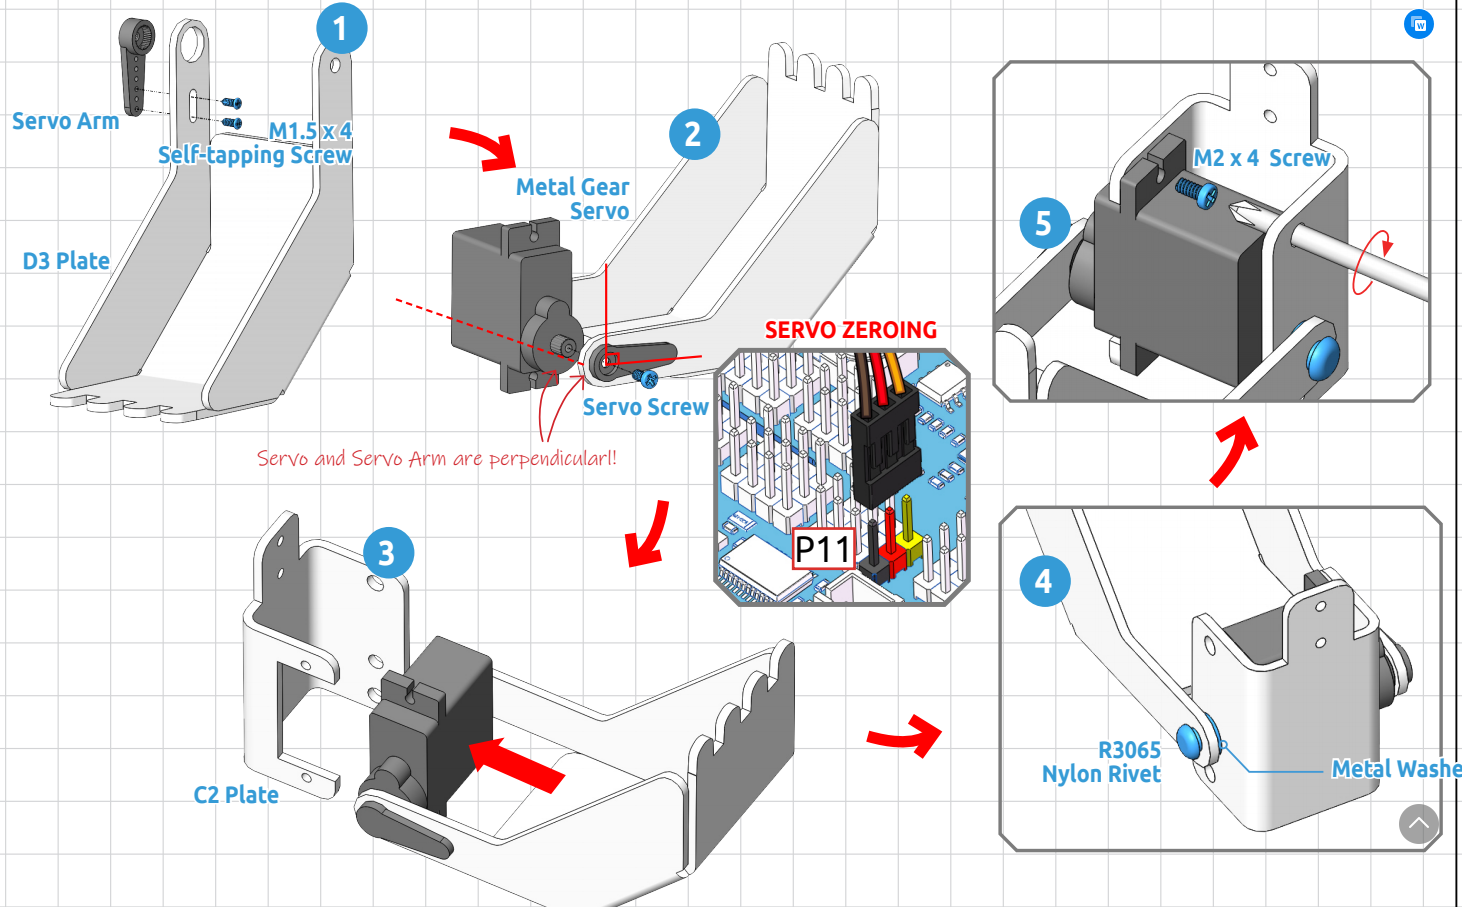 1
Servo Arm
M1.5 x 4
Self-tapping Screw
D3 Plate
2
Metal Gear
Servo
Servo Screw
Servo and Servo Arm are perpendicularl!
SERVO ZEROING
P11
3
C2 Plate
4
R3065
Nylon Rivet
Metal Washe
5
M2 x 4 Screw
W